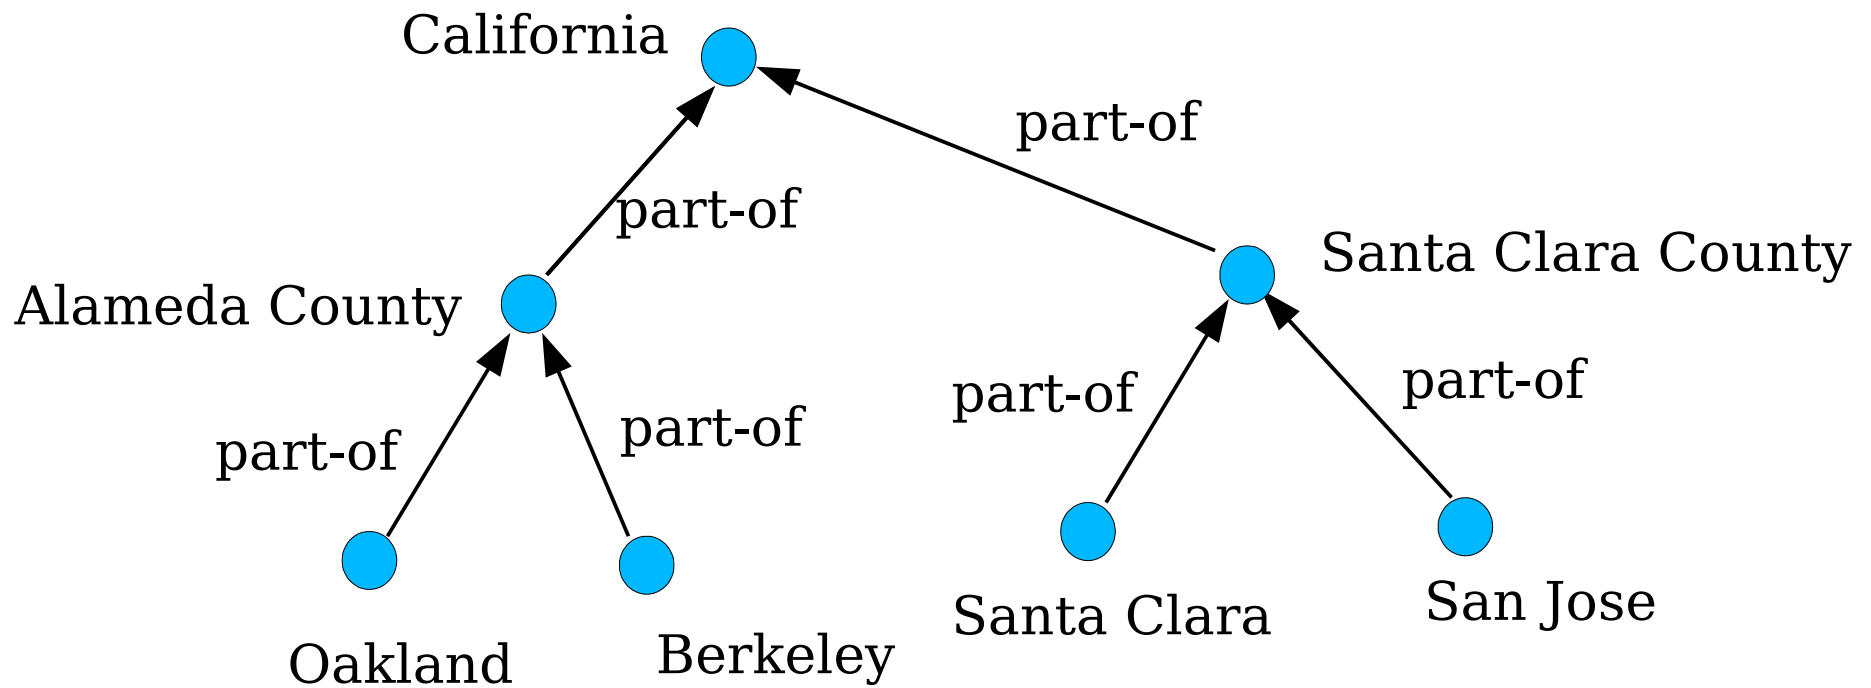 California
part-of
part-of
Santa Clara County
Alameda County
part-of
part-of
part-of
part-of
Santa Clara
San Jose
Oakland
Berkeley